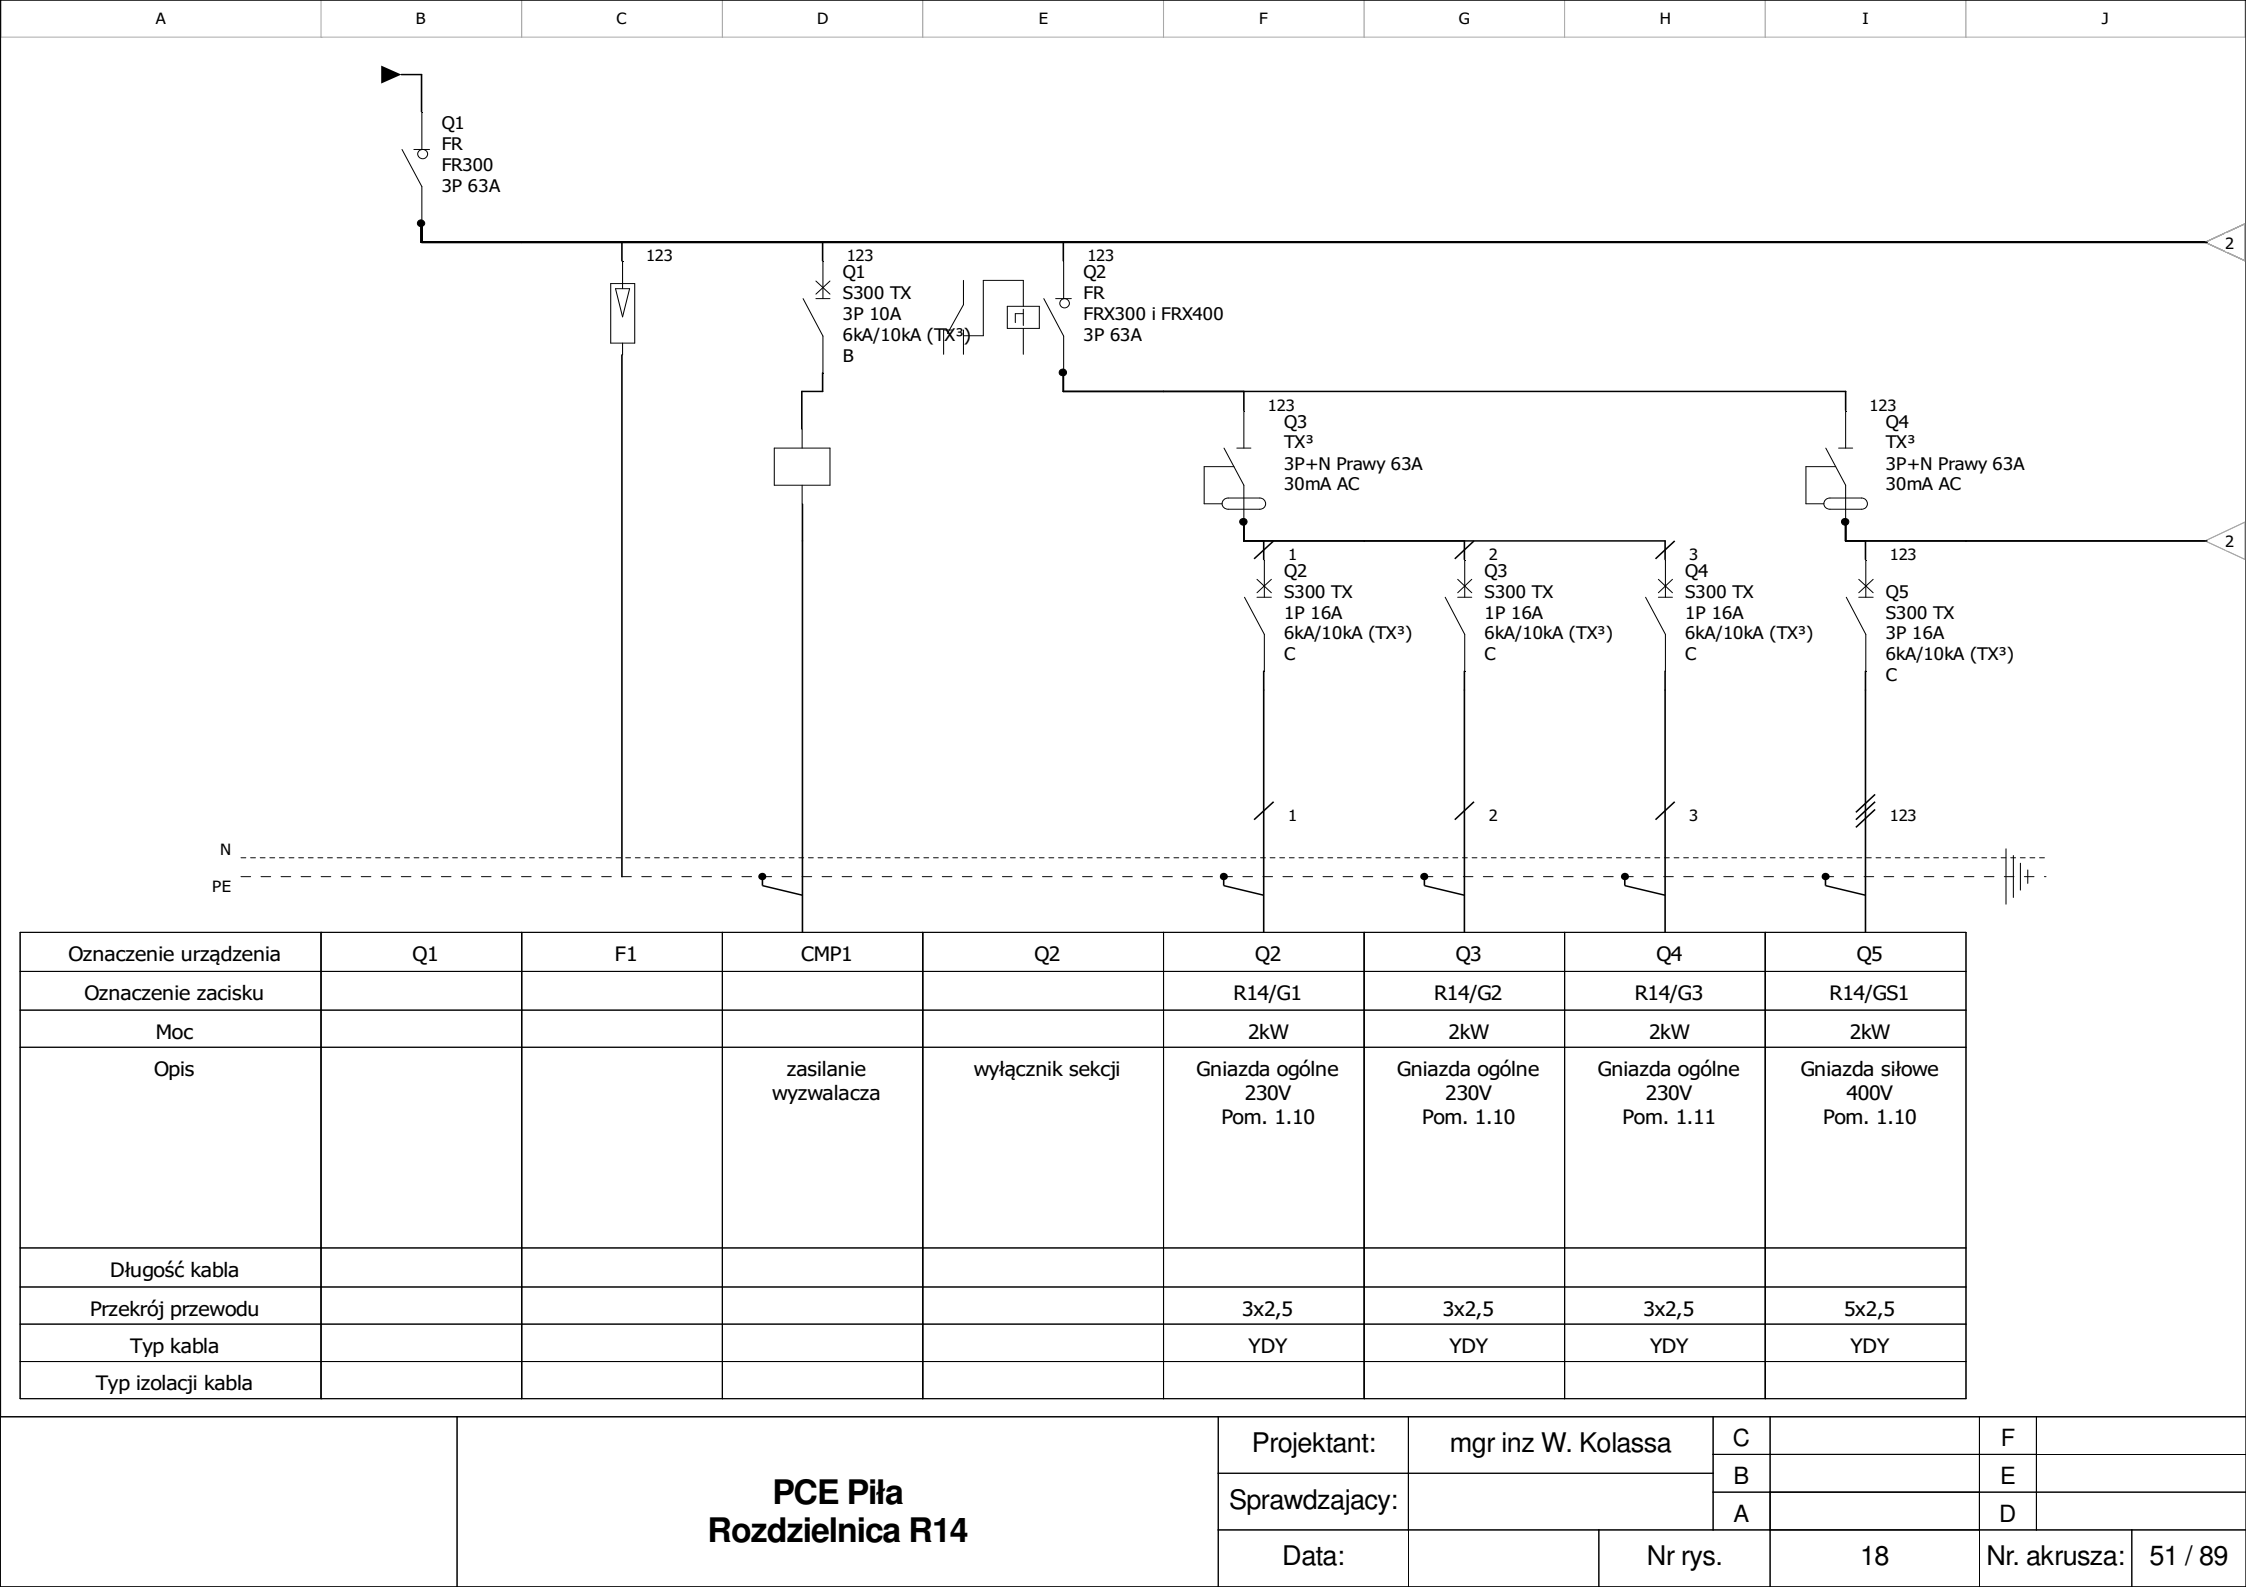 A B C D E F G H I J
Q1
FR
FR300
3P 63A
2
123
123
Q1
S300 TX
3P 10A
6kA/10kA (TX³)
B
123
Q2
FR
FRX300 i FRX400
3P 63A
123
Q3
TX³
3P+N Prawy 63A
30mA AC
123
Q4
TX³
3P+N Prawy 63A
30mA AC
2
1
Q2
S300 TX
1P 16A
6kA/10kA (TX³)
C
2
Q3
S300 TX
1P 16A
6kA/10kA (TX³)
C
3
Q4
S300 TX
1P 16A
6kA/10kA (TX³)
C
123
Q5
S300 TX
3P 16A
6kA/10kA (TX³)
C
1 2 3 123
N
PE
Oznaczenie urządzenia Q1 F1 CMP1 Q2 Q2 Q3 Q4 Q5
Oznaczenie zacisku R14/G1 R14/G2 R14/G3 R14/GS1
Moc 2kW 2kW 2kW 2kW
Opis zasilanie wyłącznik sekcji Gniazda ogólne Gniazda ogólne Gniazda ogólne Gniazda siłowe
wyzwalacza 230V 230V 230V 400V
Pom. 1.10 Pom. 1.10 Pom. 1.11 Pom. 1.10
Długość kabla
Przekrój przewodu 3x2,5 3x2,5 3x2,5 5x2,5
Typ kabla YDY YDY YDY YDY
Typ izolacji kabla
PCE Piła
Rozdzielnica R14
Projektant: mgr inz W. Kolassa C F
B E
Sprawdzajacy:
A D
Data: Nr rys. 18 Nr. akrusza: 51 / 89